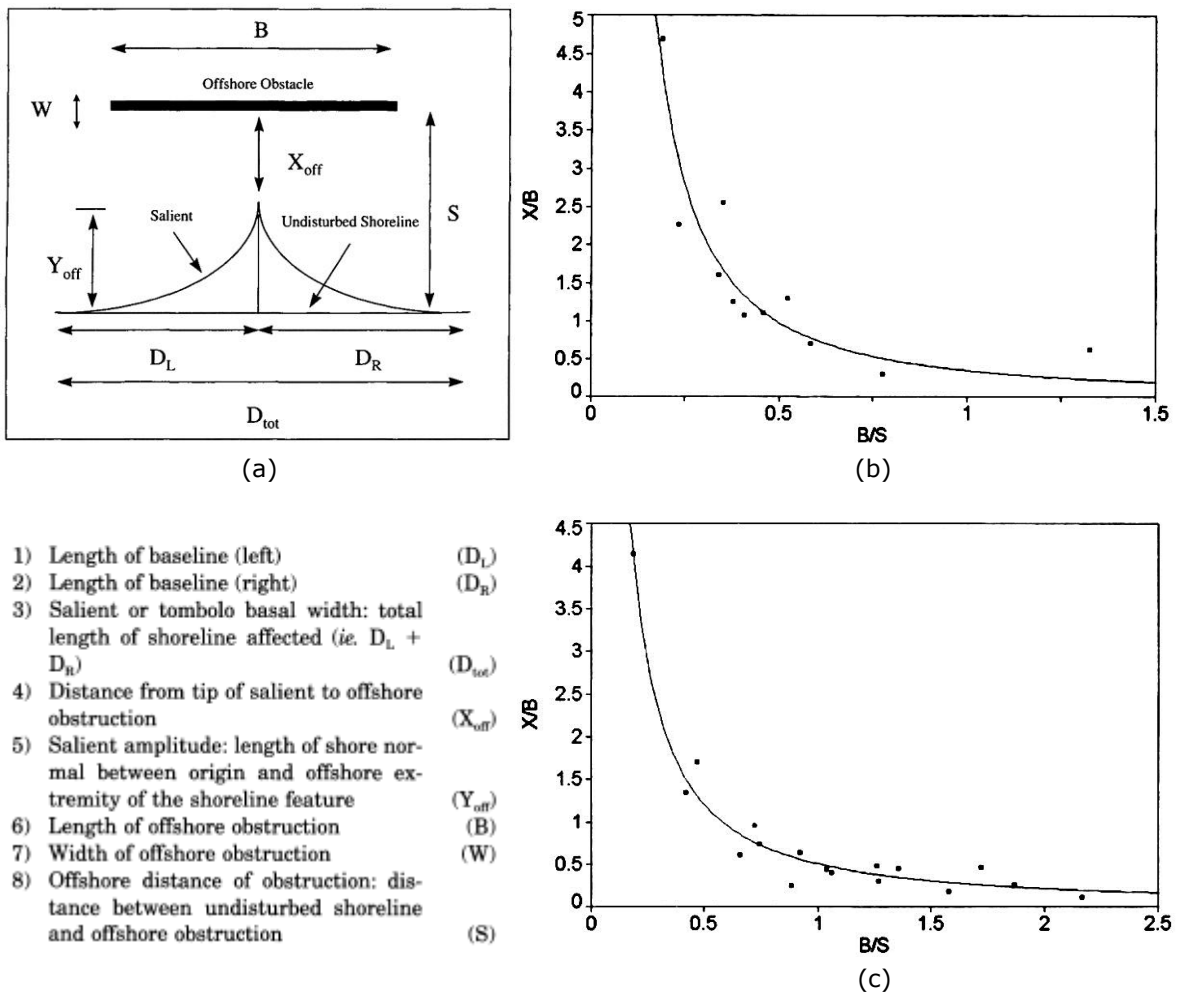 B
Offshore Obstacle
W
X_off
S
Salient
Undisturbed Shoreline
Y_off
D_L
D_R
D_tot
(a)
5
4.5
4
3.5
3
2.5
2
1.5
1
0.5
0
X/B
0
0.5
1
1.5
B/S
(b)
1) Length of baseline (left) (D_L)
2) Length of baseline (right) (D_R)
3) Salient or tombolo basal width: total
length of shoreline affected (ie. D_L +
D_R) (D_tot)
4) Distance from tip of salient to offshore
obstruction (X_off)
5) Salient amplitude: length of shore nor-
mal between origin and offshore ex-
tremity of the shoreline feature (Y_off)
6) Length of offshore obstruction (B)
7) Width of offshore obstruction (W)
8) Offshore distance of obstruction: dis-
tance between undisturbed shoreline
and offshore obstruction (S)
4.5
4
3.5
3
2.5
2
1.5
1
0.5
0
X/B
0
0.5
1
1.5
2
2.5
B/S
(c)